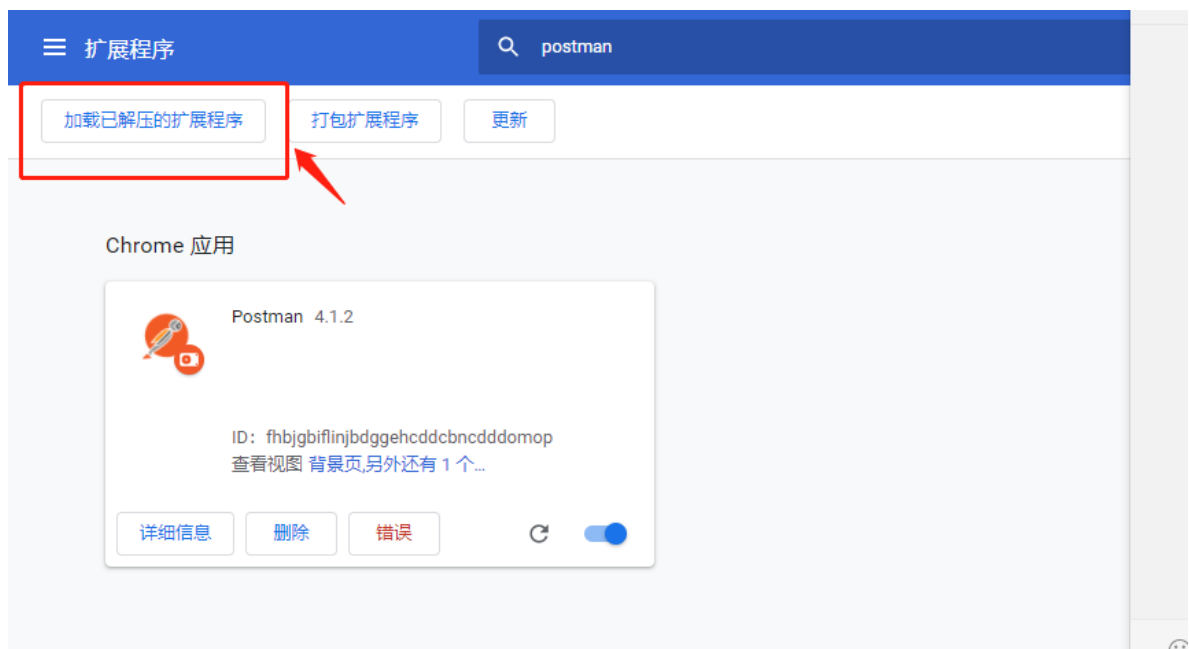 扩展程序
postman
加载已解压的扩展程序
打包扩展程序
更新
Chrome 应用
Postman 4.1.2
ID：fhbjgbiflinjbdggehcddcbncdddomop
查看视图 背景页,另外还有 1 个...
详细信息
删除
错误